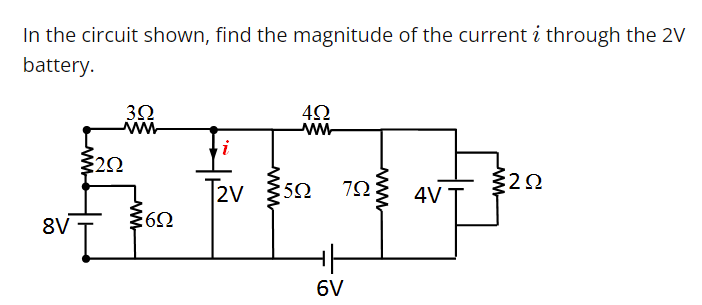 In the circuit shown, find the magnitude of the current i through the 2V
battery.
3Ω 4Ω
i
2Ω
2V 5Ω 7Ω 4V 2Ω
8V 6Ω
6V